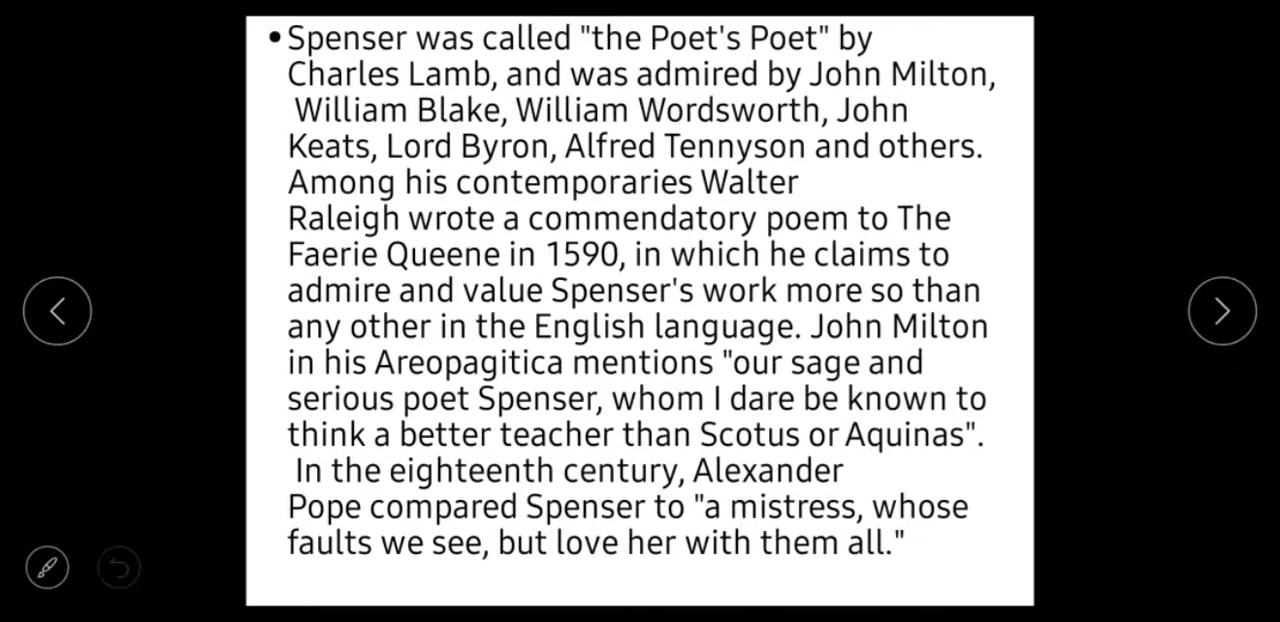 •Spenser was called "the Poet's Poet" by
Charles Lamb, and was admired by John Milton,
William Blake, William Wordsworth, John
Keats, Lord Byron, Alfred Tennyson and others.
Among his contemporaries Walter
Raleigh wrote a commendatory poem to The
Faerie Queene in 1590, in which he claims to
admire and value Spenser's work more so than
any other in the English language. John Milton
in his Areopagitica mentions "our sage and
serious poet Spenser, whom I dare be known to
think a better teacher than Scotus or Aquinas".
In the eighteenth century, Alexander
Pope compared Spenser to "a mistress, whose
faults we see, but love her with them all."